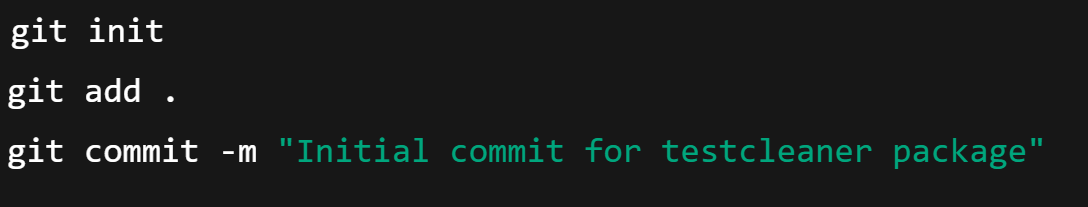 git init
git add .
git commit -m "Initial commit for testcleaner package"